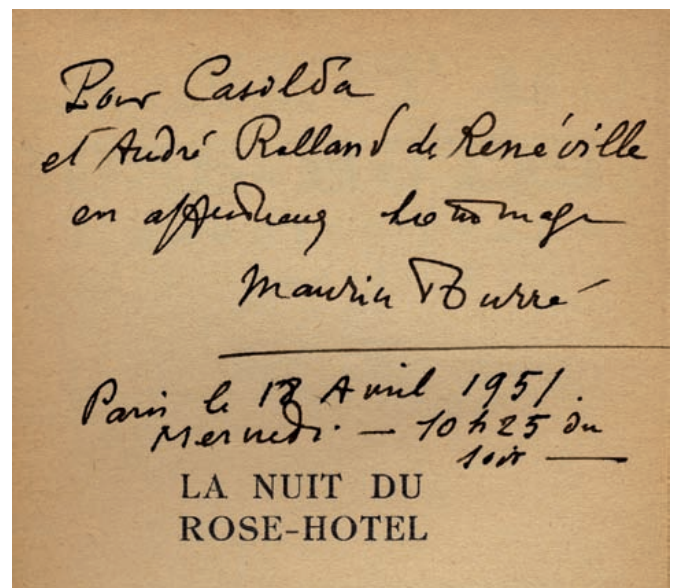 Pour Casilda
et André Rolland de Renéville
en affectueux hommage
Maurice Fourré
Paris le 18 Avril 1951.
Mercredi. — 10 h 25 du
soir —
LA NUIT DU
ROSE-HOTEL